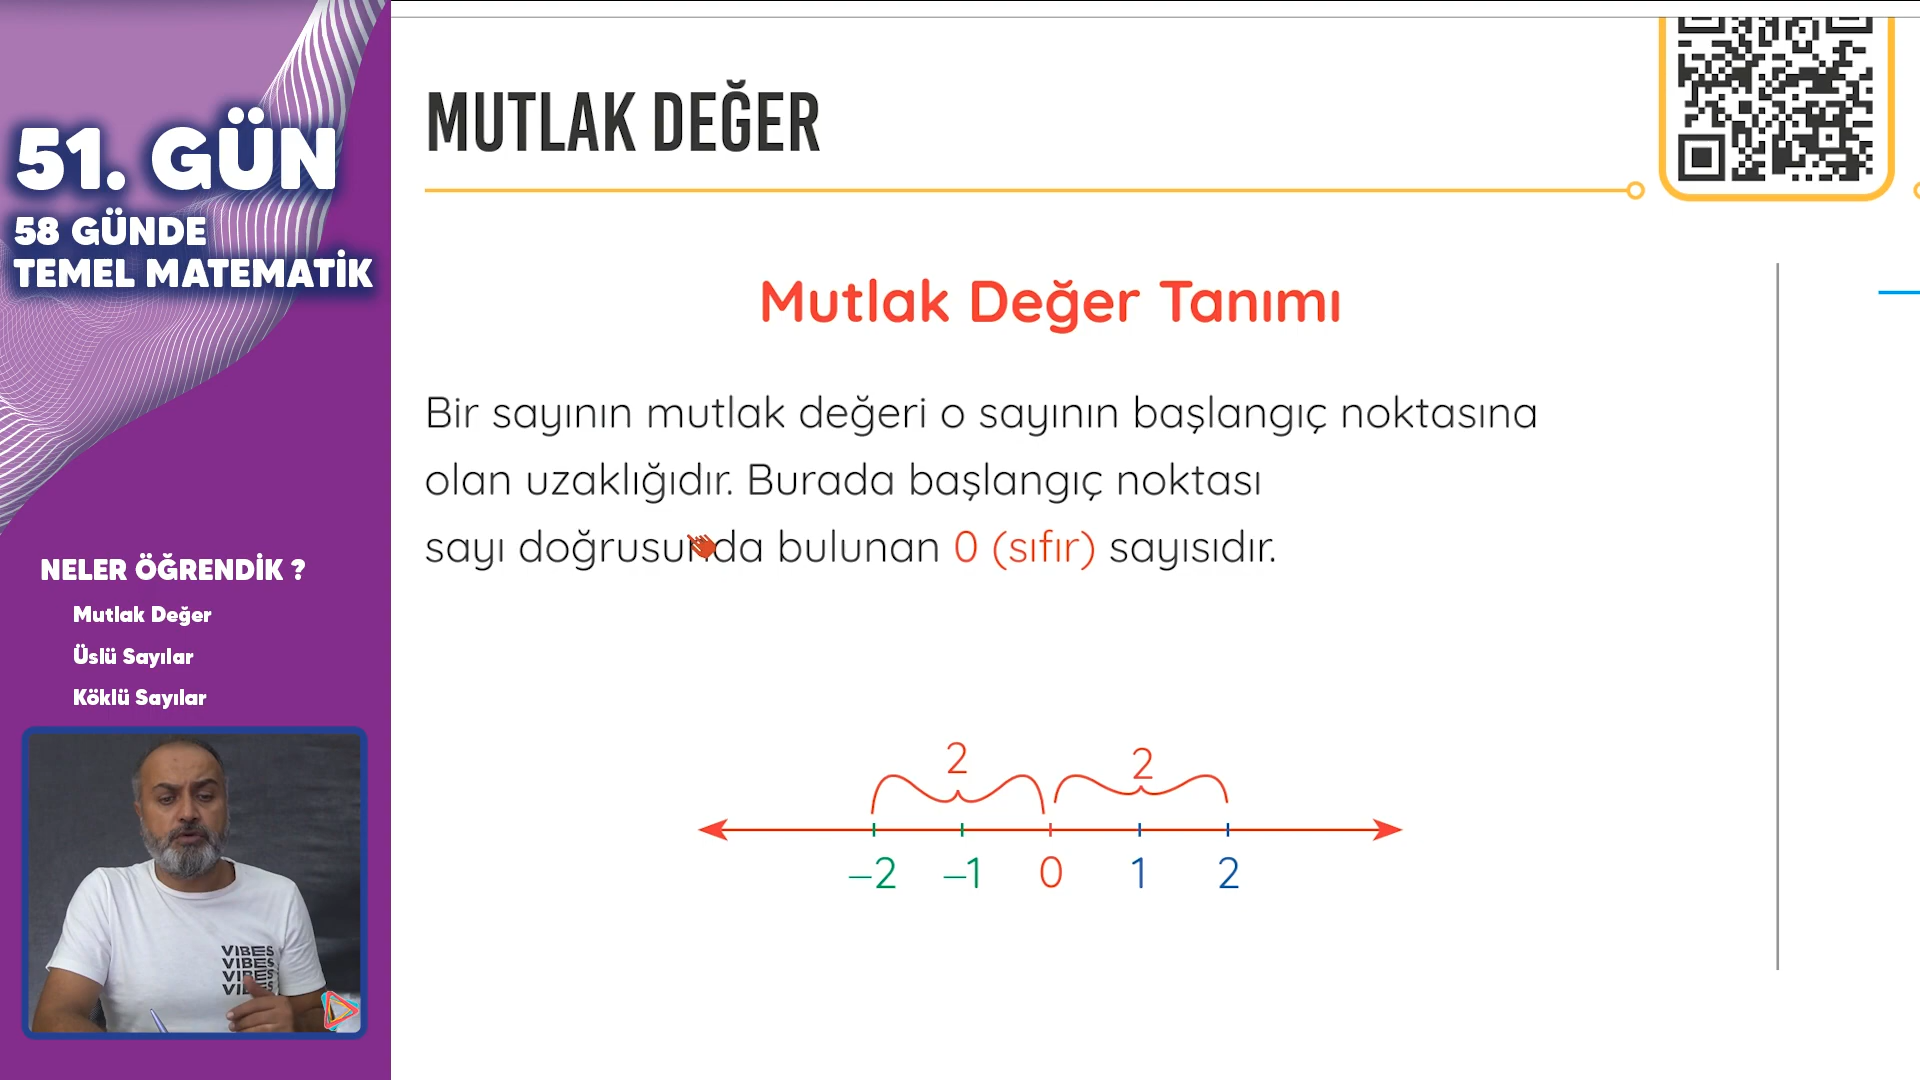 51. GÜN
58 GÜNDE
TEMEL MATEMATİK
NELER ÖĞRENDİK ?
Mutlak Değer
Üslü Sayılar
Köklü Sayılar
VIBES
VIBES
VIBES
VIBES
MUTLAK DEĞER
Mutlak Değer Tanımı
Bir sayının mutlak değeri o sayının başlangıç noktasına
olan uzaklığıdır. Burada başlangıç noktası
sayı doğrusunda bulunan 0 (sıfır) sayısıdır.
2 2
–2 –1 0 1 2